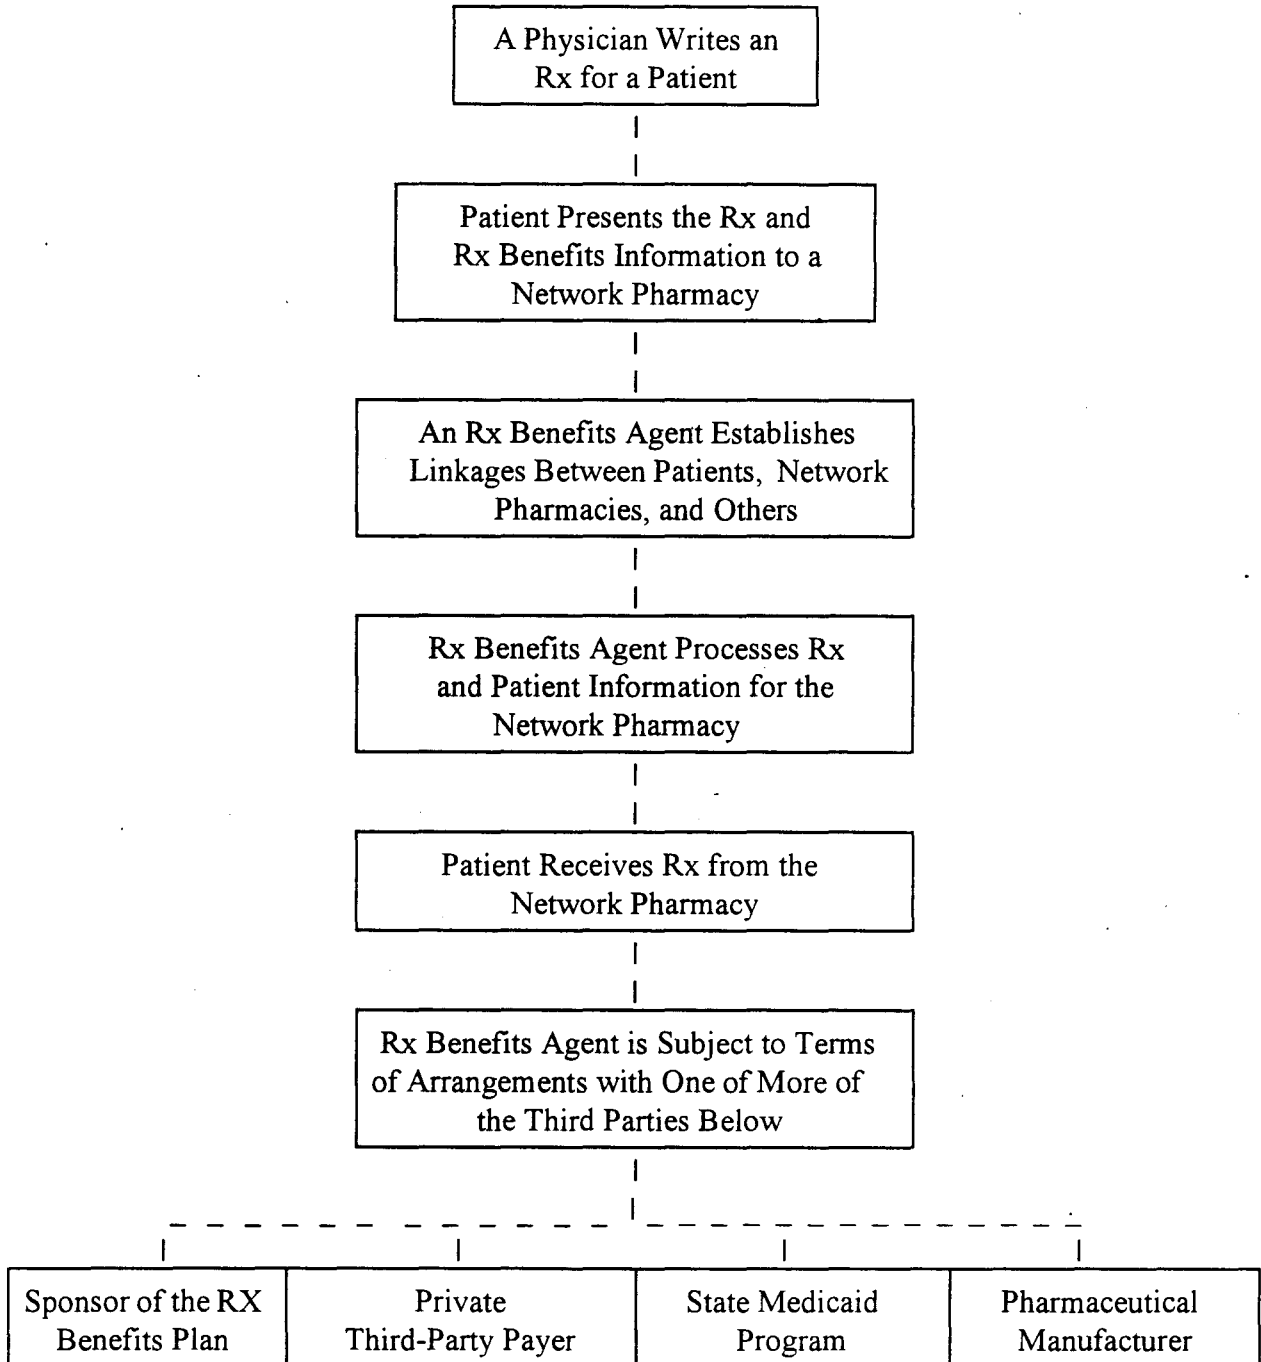 A Physician Writes an
Rx for a Patient
Patient Presents the Rx and
Rx Benefits Information to a
Network Pharmacy
An Rx Benefits Agent Establishes
Linkages Between Patients, Network
Pharmacies, and Others
Rx Benefits Agent Processes Rx
and Patient Information for the
Network Pharmacy
Patient Receives Rx from the
Network Pharmacy
Rx Benefits Agent is Subject to Terms
of Arrangements with One of More of
the Third Parties Below
Sponsor of the RX
Benefits Plan
Private
Third-Party Payer
State Medicaid
Program
Pharmaceutical
Manufacturer